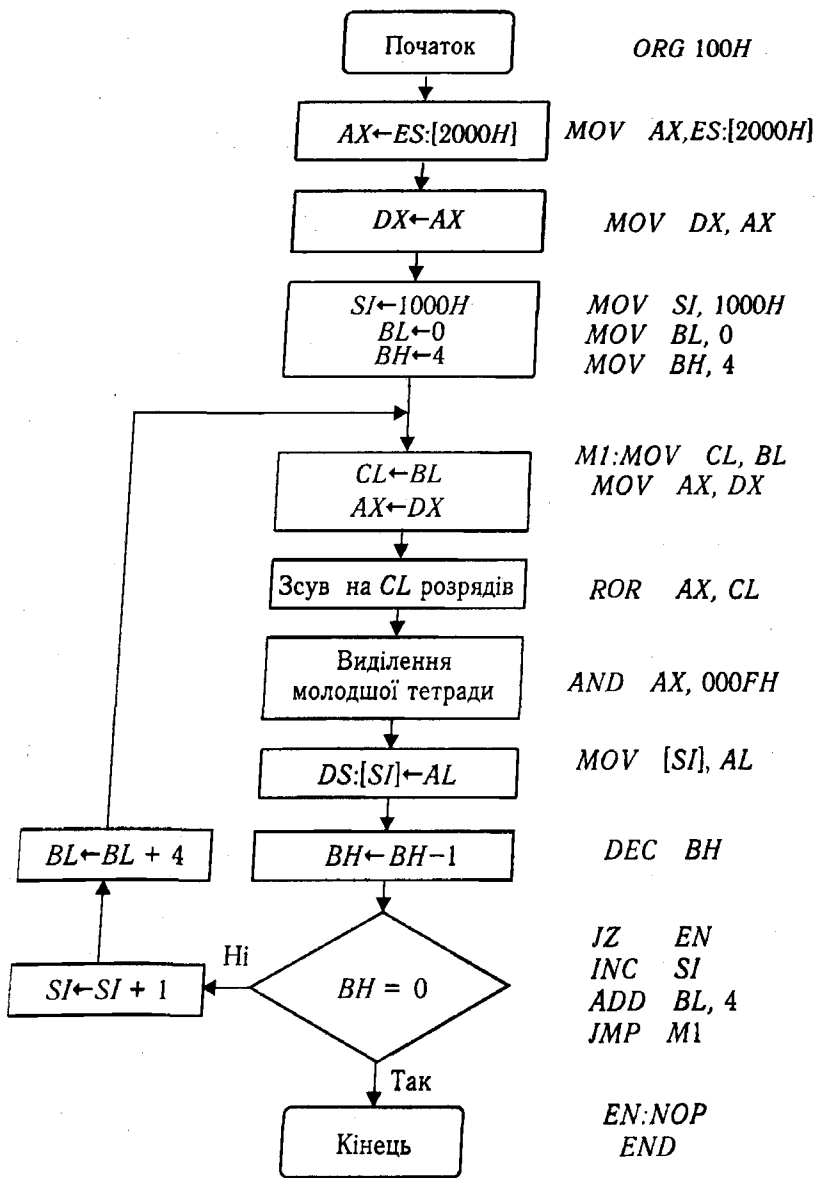 Початок
ORG 100H
AX←ES:[2000H]
MOV AX,ES:[2000H]
DX←AX
MOV DX, AX
SI←1000H
BL←0
BH←4
MOV SI, 1000H
MOV BL, 0
MOV BH, 4
CL←BL
AX←DX
M1:MOV CL, BL
MOV AX, DX
Зсув на CL розрядів
ROR AX, CL
Виділення
молодшої тетради
AND AX, 000FH
DS:[SI]←AL
MOV [SI], AL
BL←BL + 4
BH←BH−1
DEC BH
SI←SI + 1
Ні
BH = 0
JZ EN
INC SI
ADD BL, 4
JMP M1
Так
Кінець
EN:NOP
END